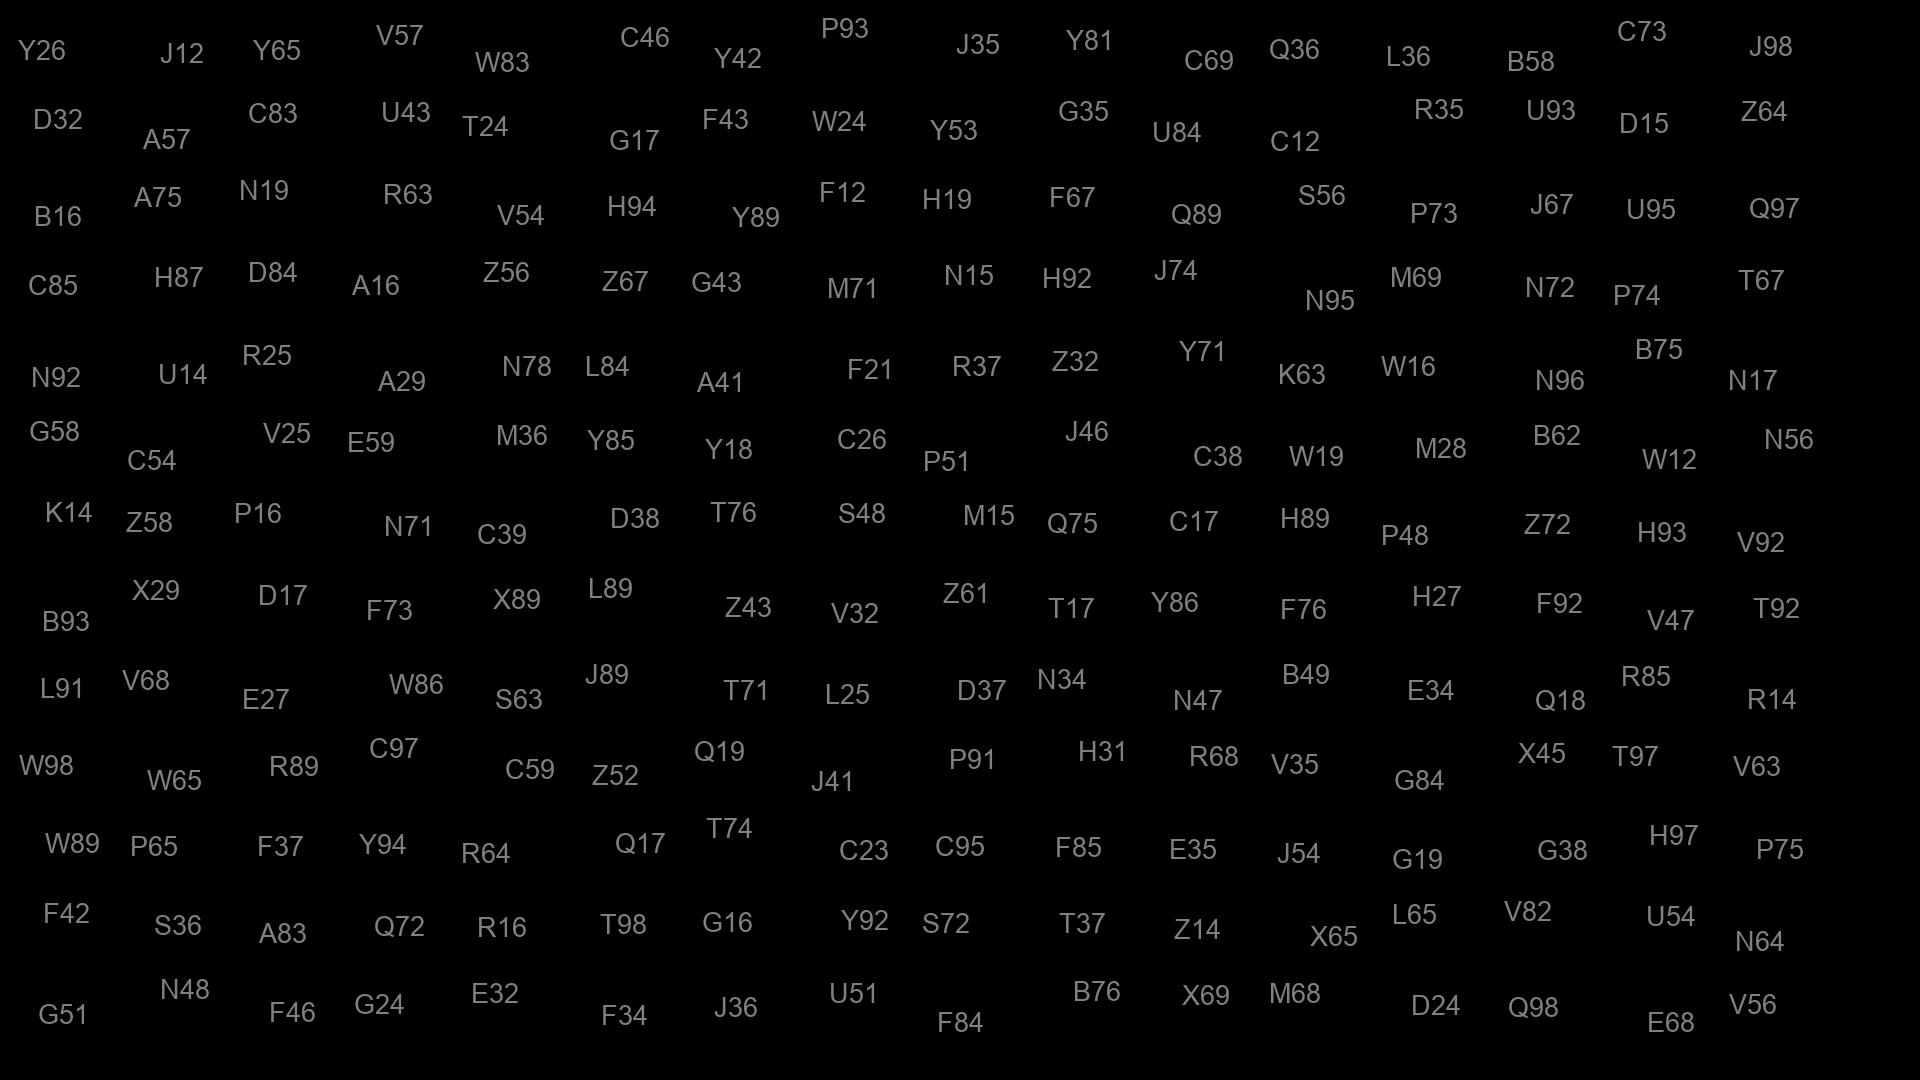 Y26 J12 Y65 V57 W83 C46 Y42 P93 J35 Y81 C69 Q36 L36 B58 C73 J98
D32 A57 C83 U43 T24 G17 F43 W24 Y53 G35 U84 C12 R35 U93 D15 Z64
B16 A75 N19 R63 V54 H94 Y89 F12 H19 F67 Q89 S56 P73 J67 U95 Q97
C85 H87 D84 A16 Z56 Z67 G43 M71 N15 H92 J74 N95 M69 N72 P74 T67
N92 U14 R25 A29 N78 L84 A41 F21 R37 Z32 Y71 K63 W16 N96 B75 N17
G58 C54 V25 E59 M36 Y85 Y18 C26 P51 J46 C38 W19 M28 B62 W12 N56
K14 Z58 P16 N71 C39 D38 T76 S48 M15 Q75 C17 H89 P48 Z72 H93 V92
B93 X29 D17 F73 X89 L89 Z43 V32 Z61 T17 Y86 F76 H27 F92 V47 T92
L91 V68 E27 W86 S63 J89 T71 L25 D37 N34 N47 B49 E34 Q18 R85 R14
W98 W65 R89 C97 C59 Z52 Q19 J41 P91 H31 R68 V35 G84 X45 T97 V63
W89 P65 F37 Y94 R64 Q17 T74 C23 C95 F85 E35 J54 G19 G38 H97 P75
F42 S36 A83 Q72 R16 T98 G16 Y92 S72 T37 Z14 X65 L65 V82 U54 N64
G51 N48 F46 G24 E32 F34 J36 U51 F84 B76 X69 M68 D24 Q98 E68 V56